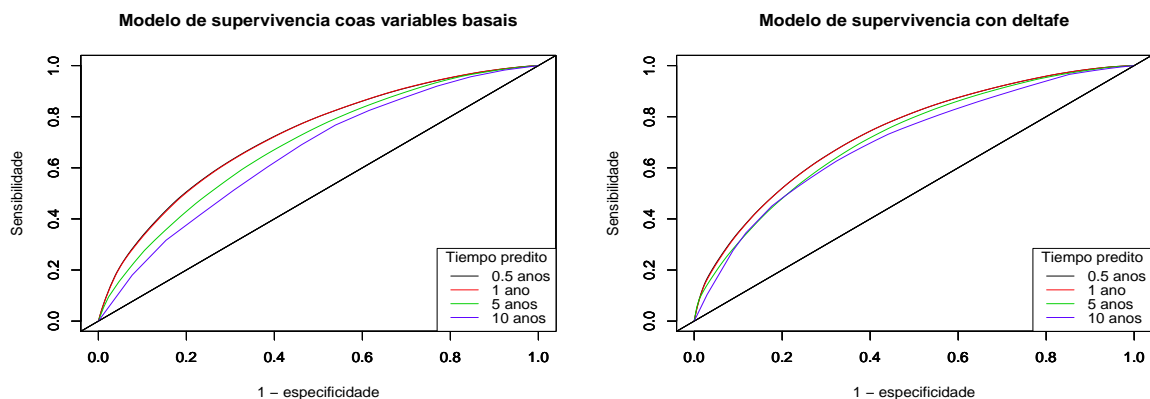 Modelo de supervivencia coas variables basais
Sensibilidade
1.0
0.8
0.6
0.4
0.2
0.0
Tiempo predito
0.5 anos
1 ano
5 anos
10 anos
0.0 0.2 0.4 0.6 0.8 1.0
1 − especificidade
Modelo de supervivencia con deltafe
Sensibilidade
1.0
0.8
0.6
0.4
0.2
0.0
Tiempo predito
0.5 anos
1 ano
5 anos
10 anos
0.0 0.2 0.4 0.6 0.8 1.0
1 − especificidade